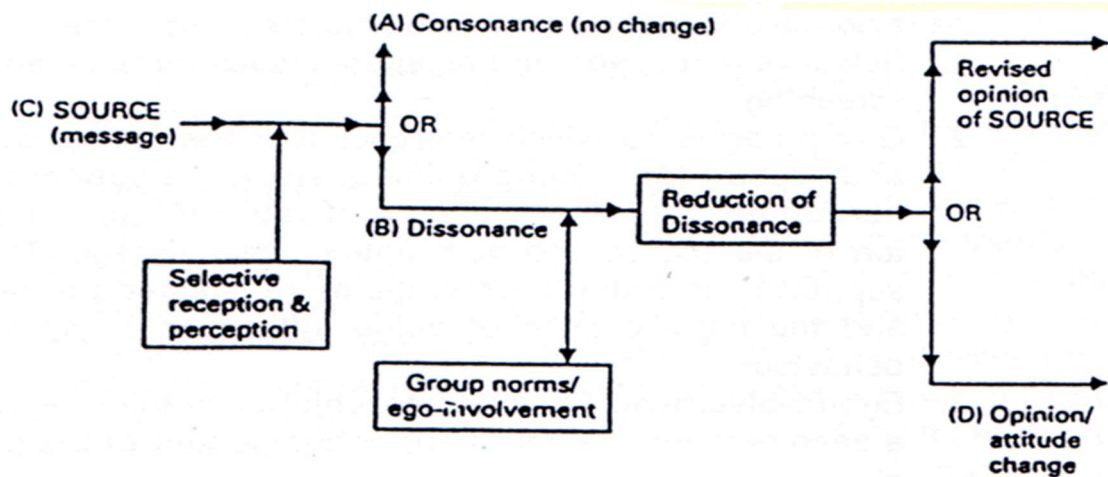 (A) Consonance (no change)
(C) SOURCE
(message)
OR
Revised
opinion
of SOURCE
(B) Dissonance
Reduction of
Dissonance
OR
Selective
reception &
perception
Group norms/
ego-involvement
(D) Opinion/
attitude
change